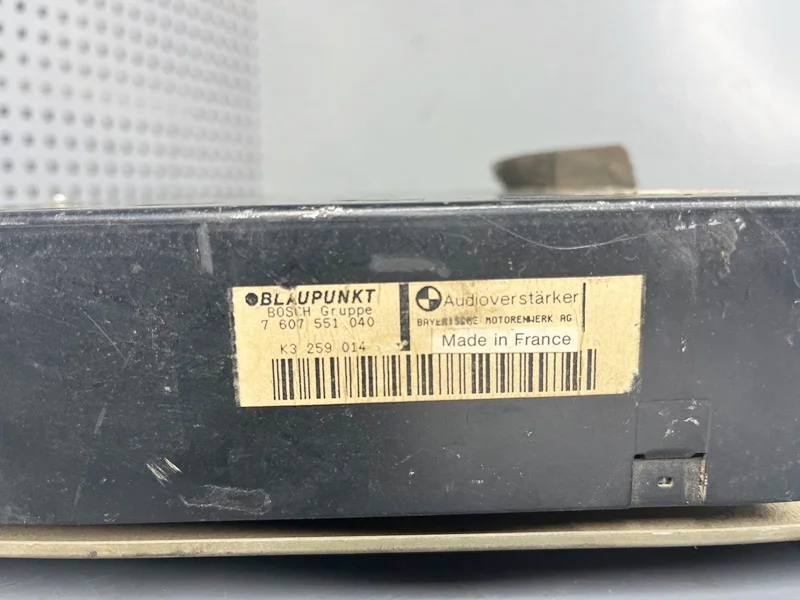 BLAUPUNKT
BOSCH Gruppe
7 607 551 040
K3 259 014
Audioverstärker
BAYERISCHE MOTORENWERK AG
Made in France